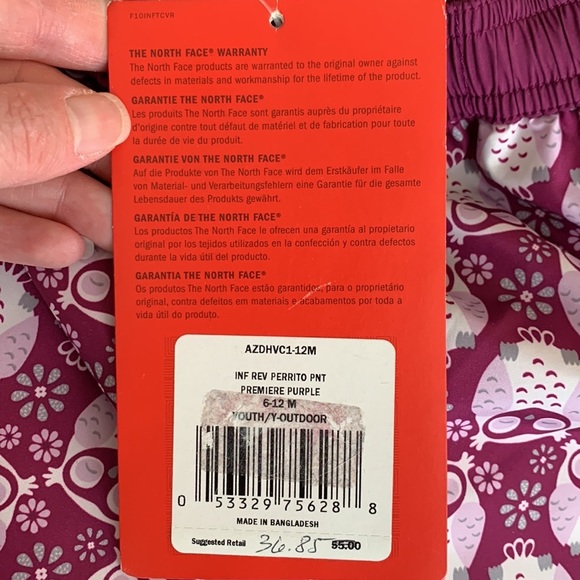 F10INFTCVR
THE NORTH FACE® WARRANTY
The North Face products are warranted to the original owner against
defects in materials and workmanship for the lifetime of the product.
GARANTIE THE NORTH FACE®
Les produits The North Face sont garantis auprès du propriétaire
d'origine contre tout défaut de matériel et de fabrication pour toute
la durée de vie du produit.
GARANTIE VON THE NORTH FACE®
Auf die Produkte von The North Face wird dem Erstkäufer im Falle
von Material- und Verarbeitungsfehlern eine Garantie für die gesamte
Lebensdauer des Produkts gewährt.
GARANTÍA DE THE NORTH FACE®
Los productos The North Face le ofrecen una garantía al propietario
original por los tejidos utilizados en la confección y contra defectos
durante la vida útil del producto.
GARANTIA THE NORTH FACE®
Os produtos The North Face estão garantidos, para o proprietário
original, contra defeitos em materiais e acabamentos por toda a
vida útil do produto.
AZDHVC1-12M
INF REV PERRITO PNT
PREMIERE PURPLE
6-12 M
YOUTH/Y-OUTDOOR
0 53329 75628 8
MADE IN BANGLADESH
Suggested Retail 36.85 55.00